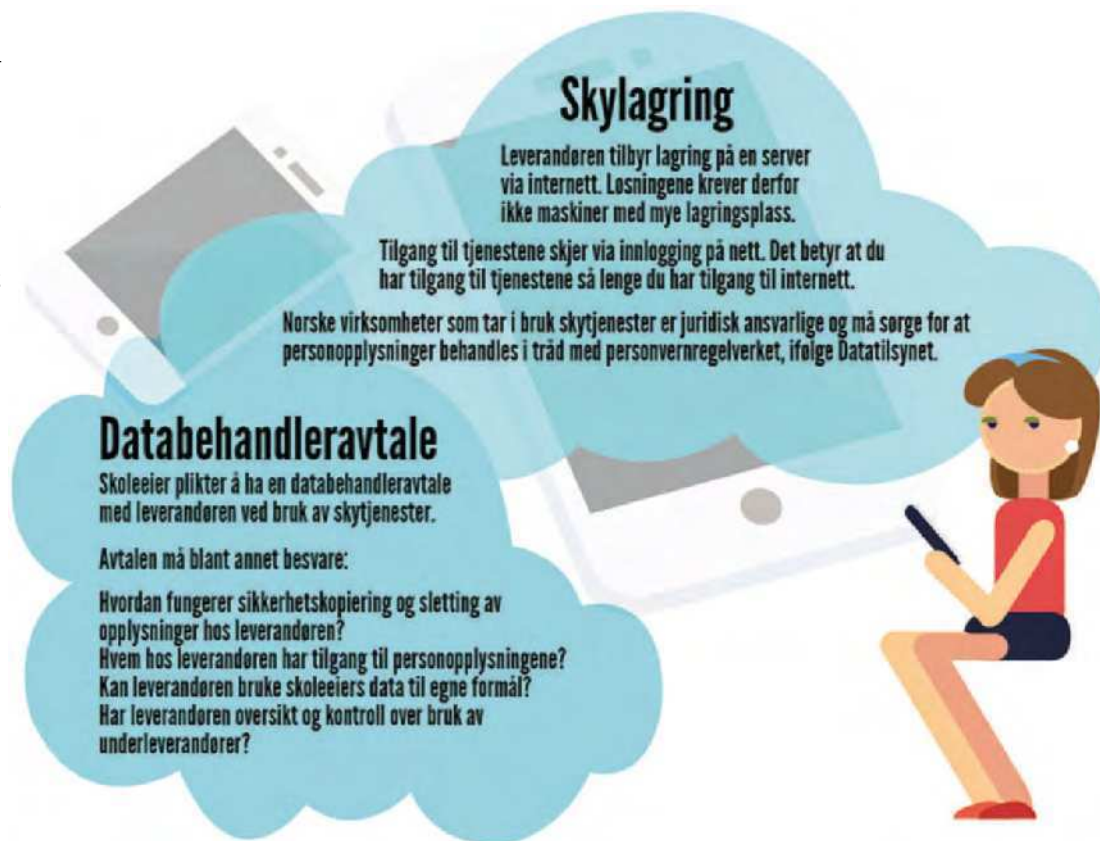 Skylagring
Leverandøren tilbyr lagring på en server
via internett. Løsningene krever derfor
ikke maskiner med mye lagringsplass.
Tilgang til tjenestene skjer via innlogging på nett. Det betyr at du
har tilgang til tjenestene så lenge du har tilgang til internett.
Norske virksomheter som tar i bruk skytjenester er juridisk ansvarlige og må sørge for at
personopplysninger behandles i tråd med personvernregelverket, ifølge Datatilsynet.
Databehandleravtale
Skoleeier plikter å ha en databehandleravtale
med leverandøren ved bruk av skytjenester.
Avtalen må blant annet besvare:
Hvordan fungerer sikkerhetskopiering og sletting av
opplysninger hos leverandøren?
Hvem hos leverandøren har tilgang til personopplysningene?
Kan leverandøren bruke skoleeiers data til egne formål?
Har leverandøren oversikt og kontroll over bruk av
underleverandører?